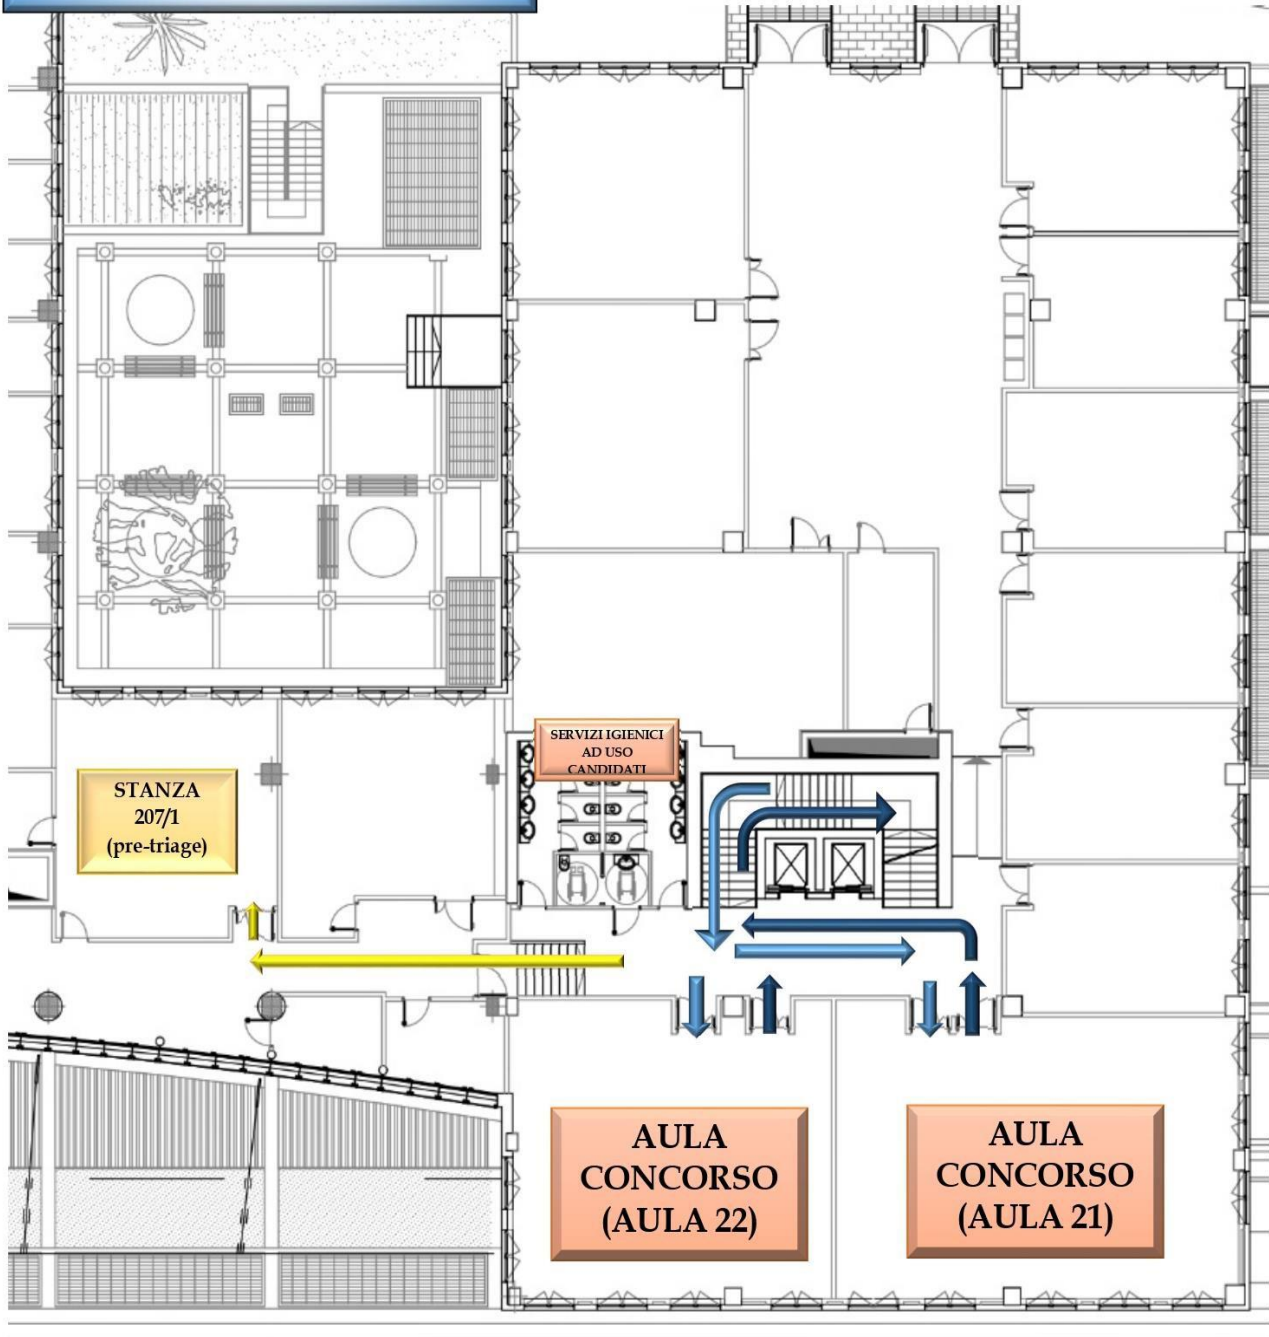 SERVIZI IGIENICI
AD USO
CANDIDATI
STANZA
207/1
(pre-triage)
AULA
CONCORSO
(AULA 22)
AULA
CONCORSO
(AULA 21)